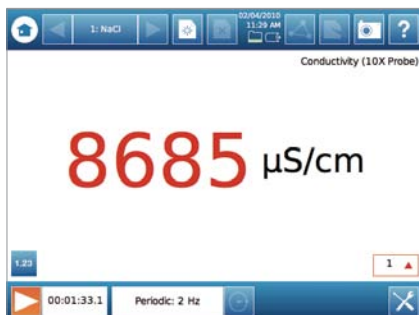 1: NaCl
02/04/2010
11:29 AM
?
Conductivity (10X Probe)
8685 µS/cm
1.23
1
00:01:33.1
Periodic: 2 Hz